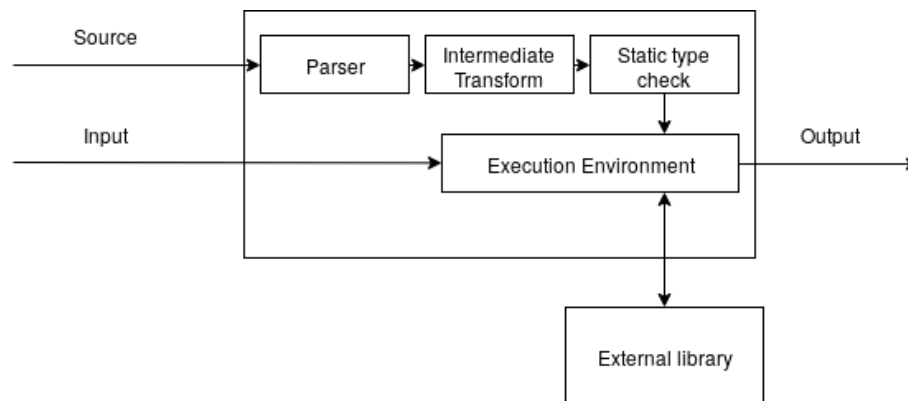 Source
Parser
Intermediate
Transform
Static type
check
Input
Execution Environment
Output
External library